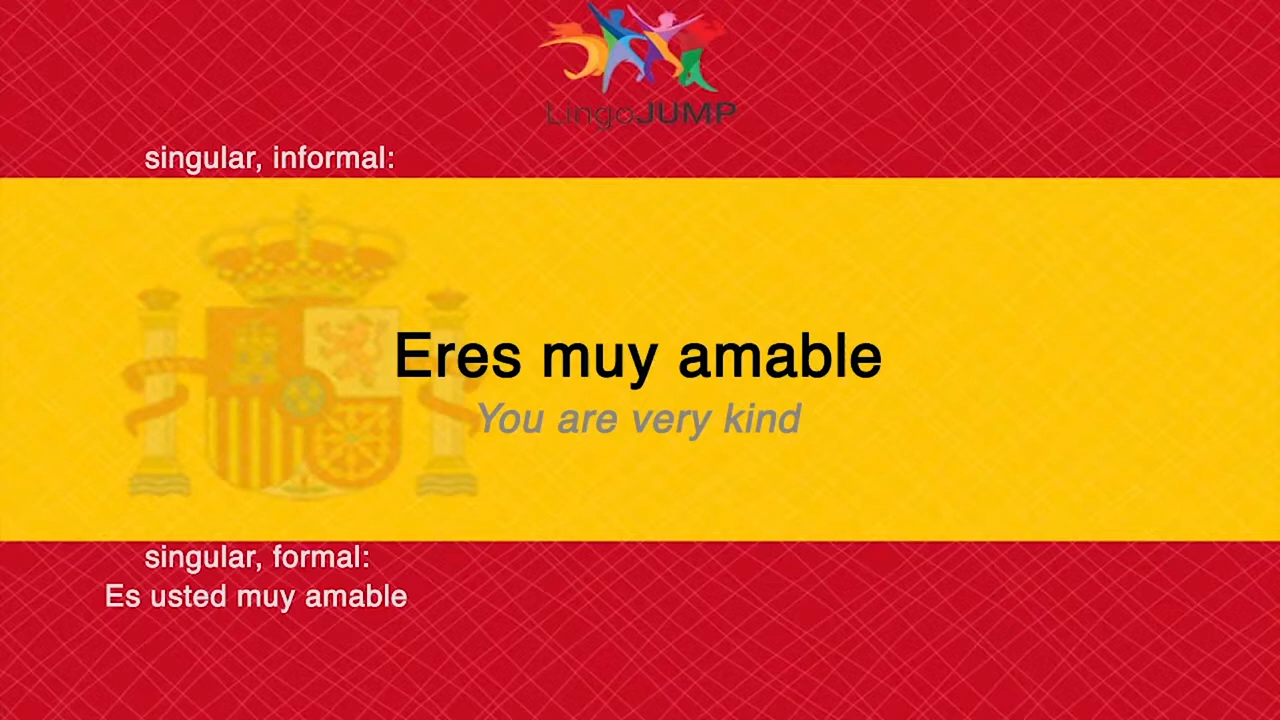 LingoJUMP
singular, informal:
Eres muy amable
You are very kind
singular, formal:
Es usted muy amable